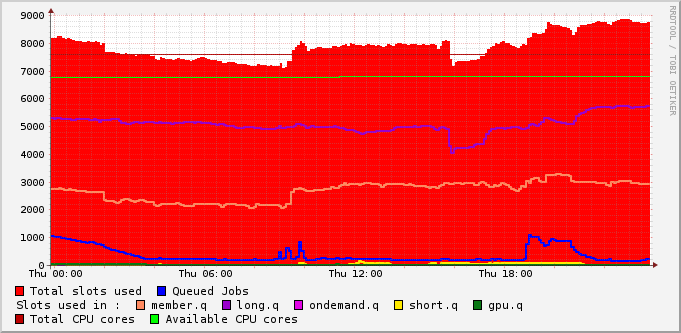 9000
8000
7000
6000
5000
4000
3000
2000
1000
0
Thu 00:00 Thu 06:00 Thu 12:00 Thu 18:00
Total slots used Queued Jobs
Slots used in : member.q long.q ondemand.q short.q gpu.q
Total CPU cores Available CPU cores
RRDTOOL / TOBI OETIKER